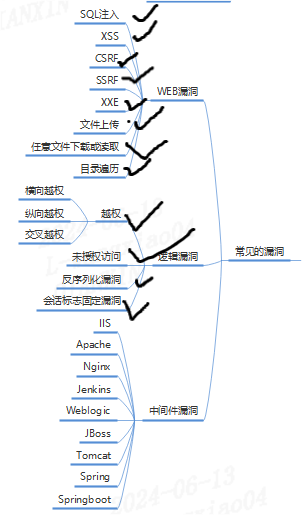 SQL注入
XSS
CSRF
SSRF
XXE
文件上传
任意文件下载或读取
目录遍历
WEB漏洞
横向越权
纵向越权
交叉越权
越权
未授权访问
反序列化漏洞
会话标志固定漏洞
逻辑漏洞
常见的漏洞
IIS
Apache
Nginx
Jenkins
Weblogic
JBoss
Tomcat
Spring
Springboot
中间件漏洞
2024-06-13